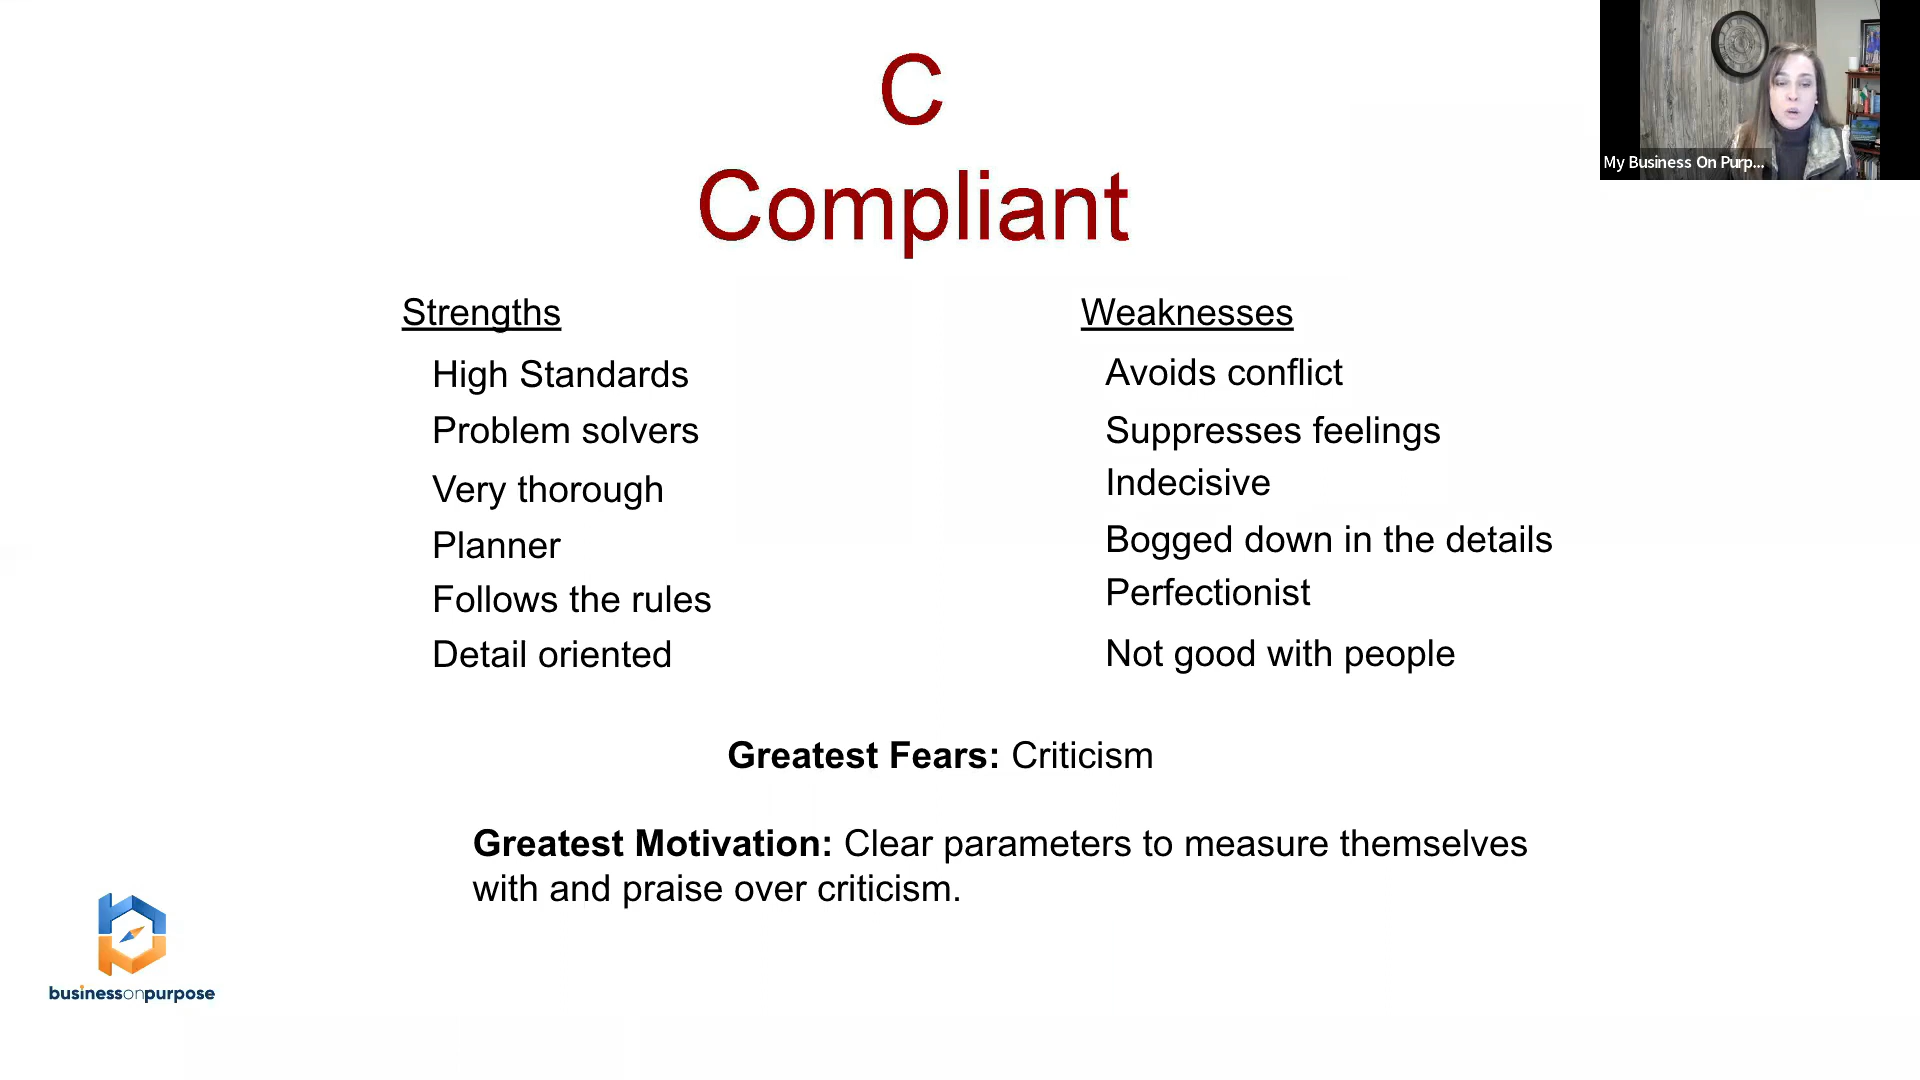 C
Compliant
My Business On Purp...
Strengths
High Standards
Problem solvers
Very thorough
Planner
Follows the rules
Detail oriented
Weaknesses
Avoids conflict
Suppresses feelings
Indecisive
Bogged down in the details
Perfectionist
Not good with people
Greatest Fears: Criticism
Greatest Motivation: Clear parameters to measure themselves
with and praise over criticism.
businessonpurpose